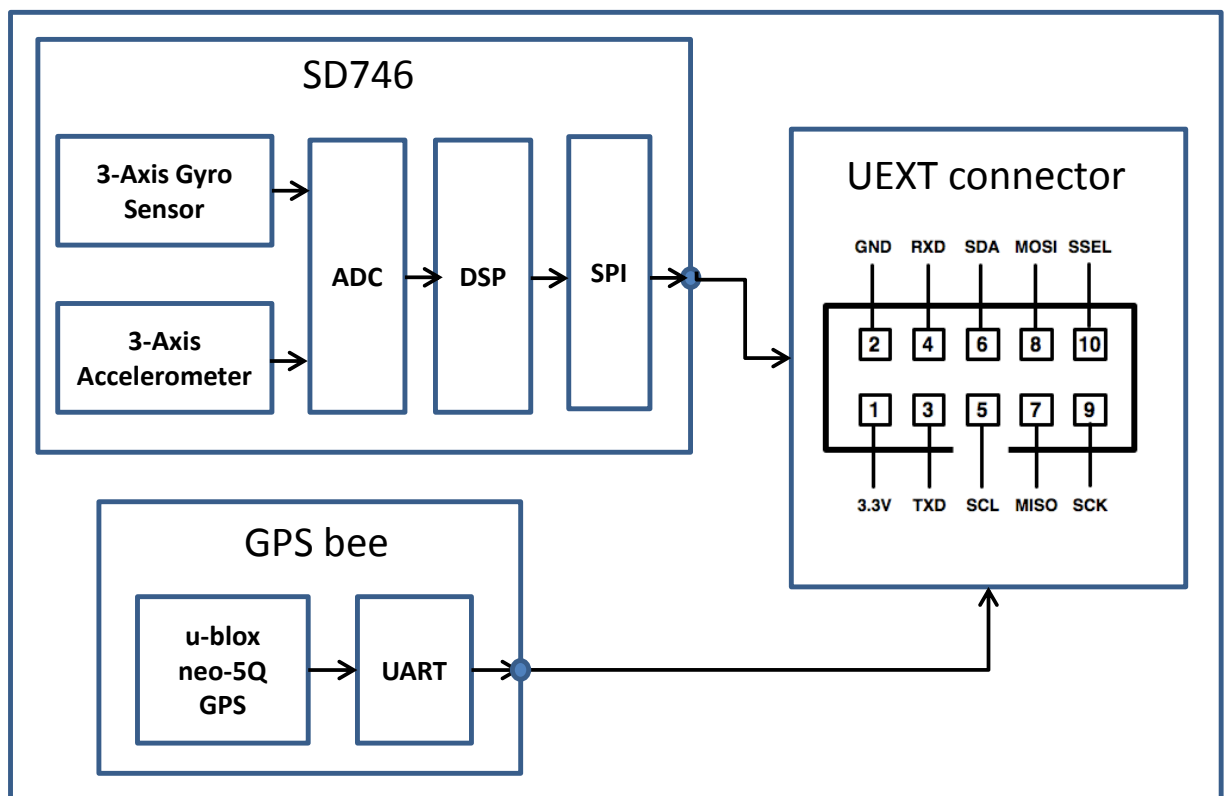 SD746
3-Axis Gyro
Sensor
3-Axis
Accelerometer
ADC
DSP
SPI
UEXT connector
GND RXD SDA MOSI SSEL
2 4 6 8 10
1 3 5 7 9
3.3V TXD SCL MISO SCK
GPS bee
u-blox
neo-5Q
GPS
UART